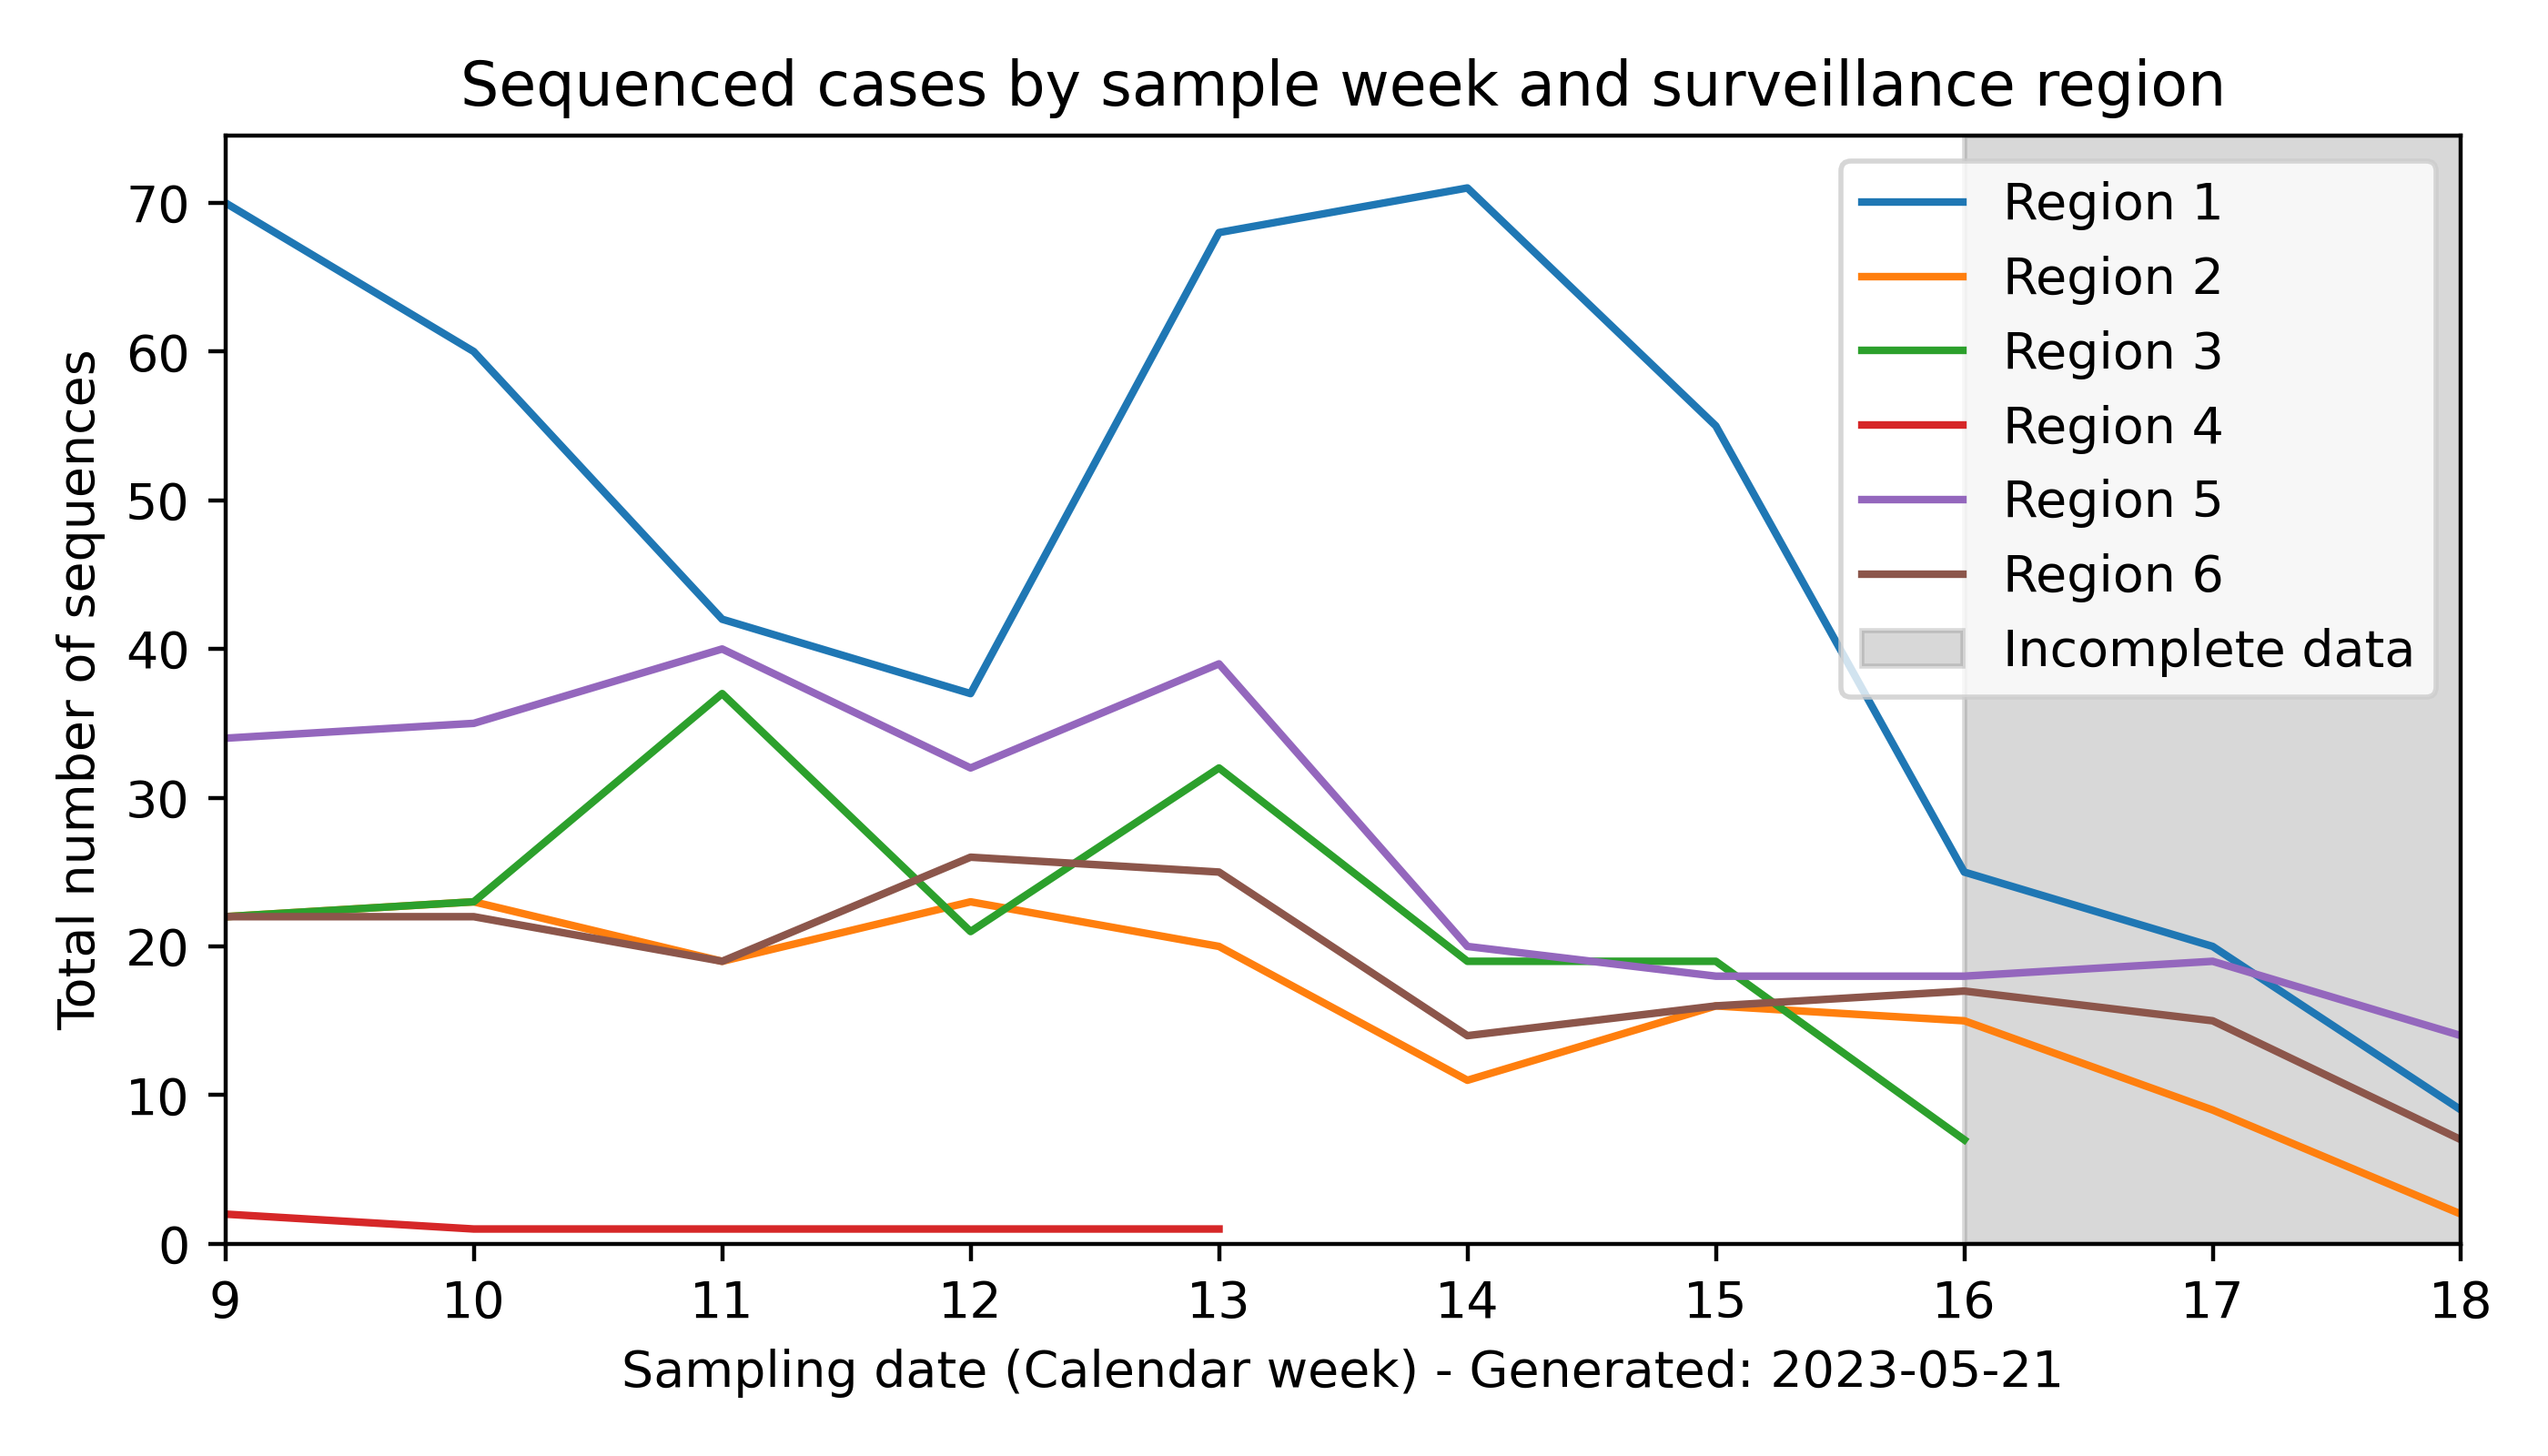 Sequenced cases by sample week and surveillance region
Total number of sequences
70
60
50
40
30
20
10
0
Region 1
Region 2
Region 3
Region 4
Region 5
Region 6
Incomplete data
9 10 11 12 13 14 15 16 17 18
Sampling date (Calendar week) - Generated: 2023-05-21